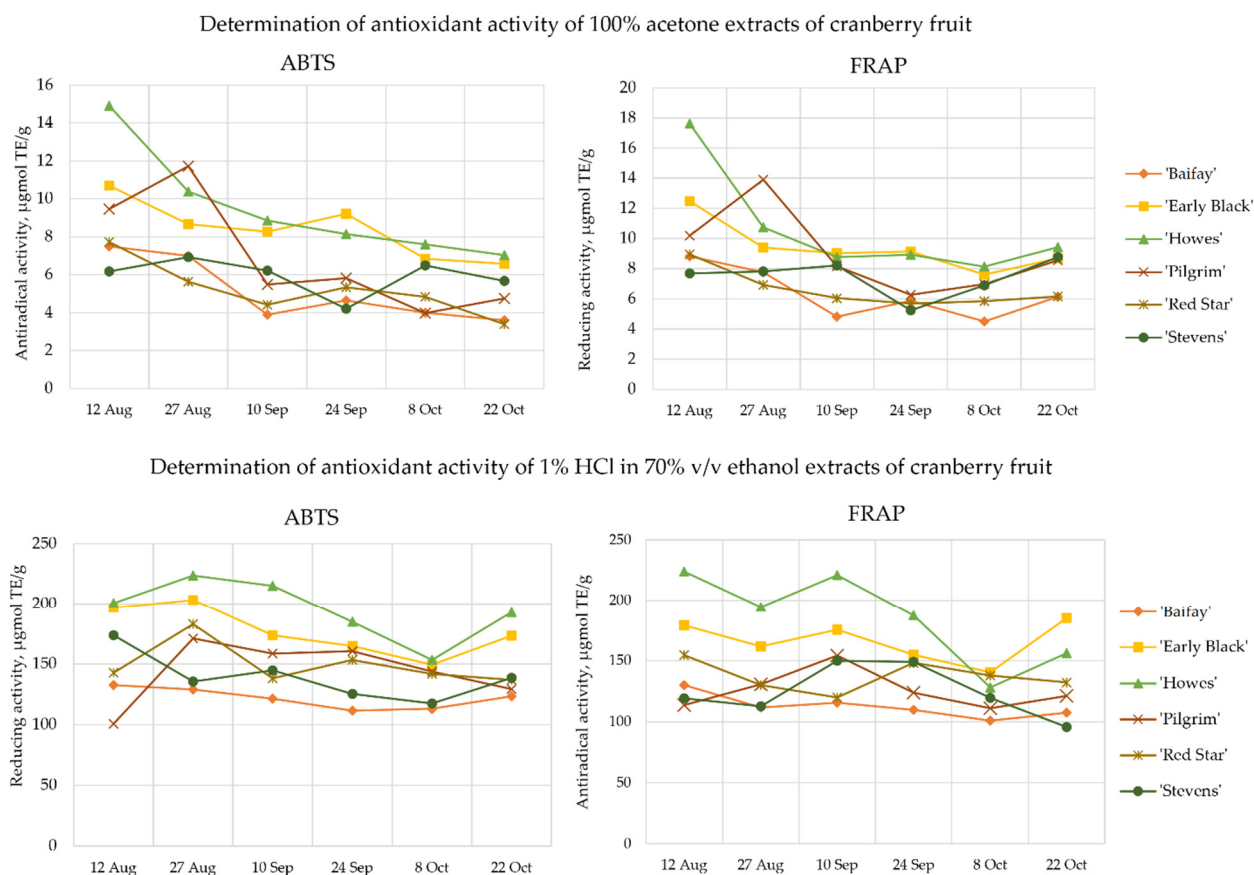 Determination of antioxidant activity of 100% acetone extracts of cranberry fruit
ABTS
Antiradical activity, µgmol TE/g
16
14
12
10
8
6
4
2
0
12 Aug 27 Aug 10 Sep 24 Sep 8 Oct 22 Oct
FRAP
Reducing activity, µgmol TE/g
20
18
16
14
12
10
8
6
4
2
0
12 Aug 27 Aug 10 Sep 24 Sep 8 Oct 22 Oct
'Baifay'
'Early Black'
'Howes'
'Pilgrim'
'Red Star'
'Stevens'
Determination of antioxidant activity of 1% HCl in 70% v/v ethanol extracts of cranberry fruit
ABTS
Reducing activity, µgmol TE/g
250
200
150
100
50
0
12 Aug 27 Aug 10 Sep 24 Sep 8 Oct 22 Oct
FRAP
Antiradical activity, µgmol TE/g
250
200
150
100
50
0
12 Aug 27 Aug 10 Sep 24 Sep 8 Oct 22 Oct
'Baifay'
'Early Black'
'Howes'
'Pilgrim'
'Red Star'
'Stevens'